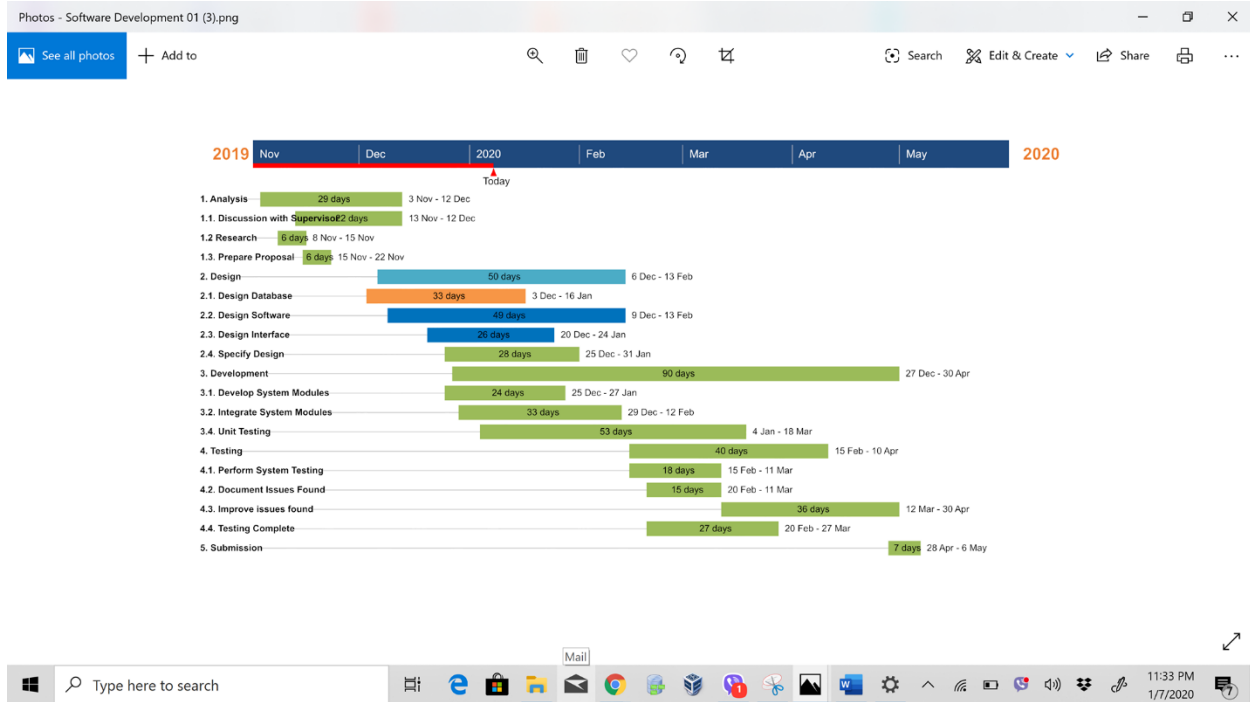 Photos - Software Development 01 (3).png
See all photos
Add to
Search
Edit & Create
Share
2019 Nov Dec 2020 Feb Mar Apr May 2020
Today
1. Analysis 29 days 3 Nov - 12 Dec
1.1. Discussion with Supervisor 22 days 13 Nov - 12 Dec
1.2 Research 6 days 8 Nov - 15 Nov
1.3. Prepare Proposal 6 days 15 Nov - 22 Nov
2. Design 50 days 6 Dec - 13 Feb
2.1. Design Database 33 days 3 Dec - 16 Jan
2.2. Design Software 49 days 9 Dec - 13 Feb
2.3. Design Interface 26 days 20 Dec - 24 Jan
2.4. Specify Design 28 days 25 Dec - 31 Jan
3. Development 90 days 27 Dec - 30 Apr
3.1. Develop System Modules 24 days 25 Dec - 27 Jan
3.2. Integrate System Modules 33 days 29 Dec - 12 Feb
3.4. Unit Testing 53 days 4 Jan - 18 Mar
4. Testing 40 days 15 Feb - 10 Apr
4.1. Perform System Testing 18 days 15 Feb - 11 Mar
4.2. Document Issues Found 15 days 20 Feb - 11 Mar
4.3. Improve issues found 36 days 12 Mar - 30 Apr
4.4. Testing Complete 27 days 20 Feb - 27 Mar
5. Submission 7 days 28 Apr - 6 May
Mail
Type here to search
1
W
11:33 PM
1/7/2020
7